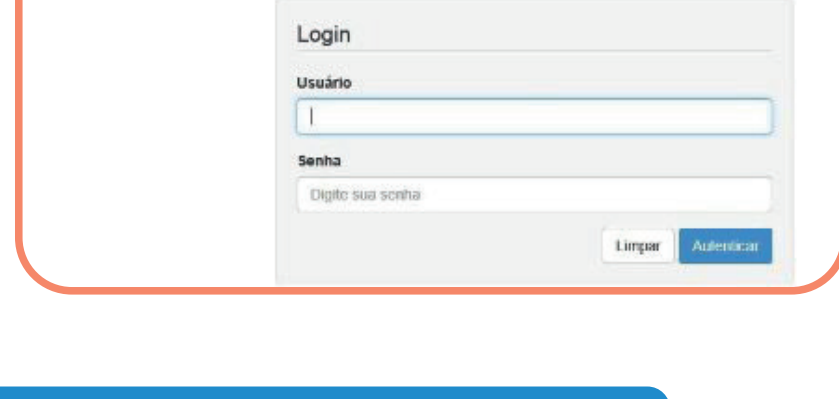 Login
Usuário
Senha
Digite sua senha
Limpar Autenticar